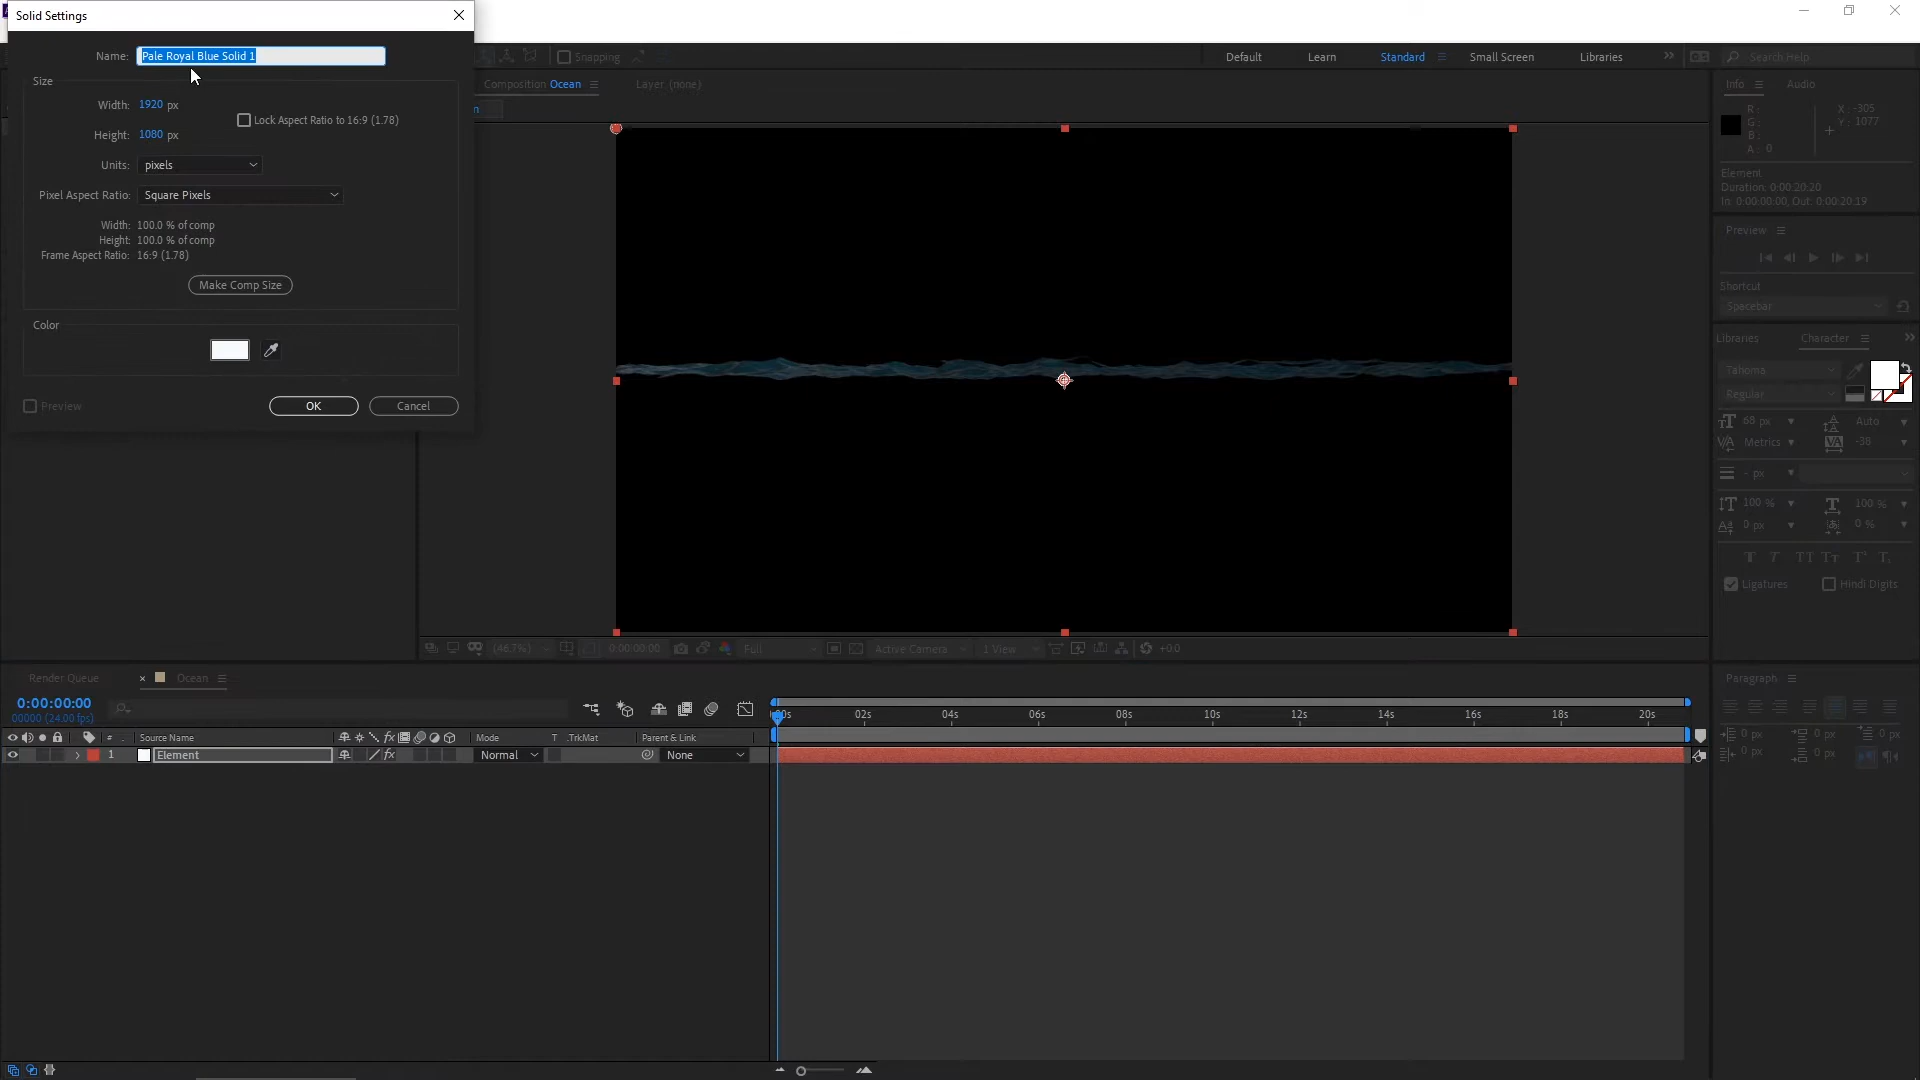 Solid Settings
Name: Pale Royal Blue Solid 1
Size
Width: 1920 px
Lock Aspect Ratio to 16:9 (1.78)
Height: 1080 px
Units: pixels
Pixel Aspect Ratio: Square Pixels
Width: 100.0 % of comp
Height: 100.0 % of comp
Frame Aspect Ratio: 16:9 (1.78)
Make Comp Size
Color
Preview
OK
Cancel
Snapping
Default
Learn
Standard
Small Screen
Libraries
Search Help
Composition Ocean
Layer (none)
Info
Audio
R:
G:
B:
A: 0
X: -305
Y: 1077
Element
Duration: 0:00:20:20
In: 0:00:00:00, Out: 0:00:20:19
Preview
Shortcut
Spacebar
Libraries
Character
Tahoma
Regular
68 px
Auto
Metrics
-38
- px
100 %
100 %
0 px
0 %
Ligatures
Hindi Digits
(46.7%)
0:00:00:00
Full
Active Camera
1 View
+0.0
Render Queue
Ocean
0:00:00:00
00000 (24.00 fps)
:00s 02s 04s 06s 08s 10s 12s 14s 16s 18s 20s
# Source Name
Mode
T .TrkMat
Parent & Link
1 Element
Normal
None
Paragraph
0 px
0 px
0 px
0 px
0 px